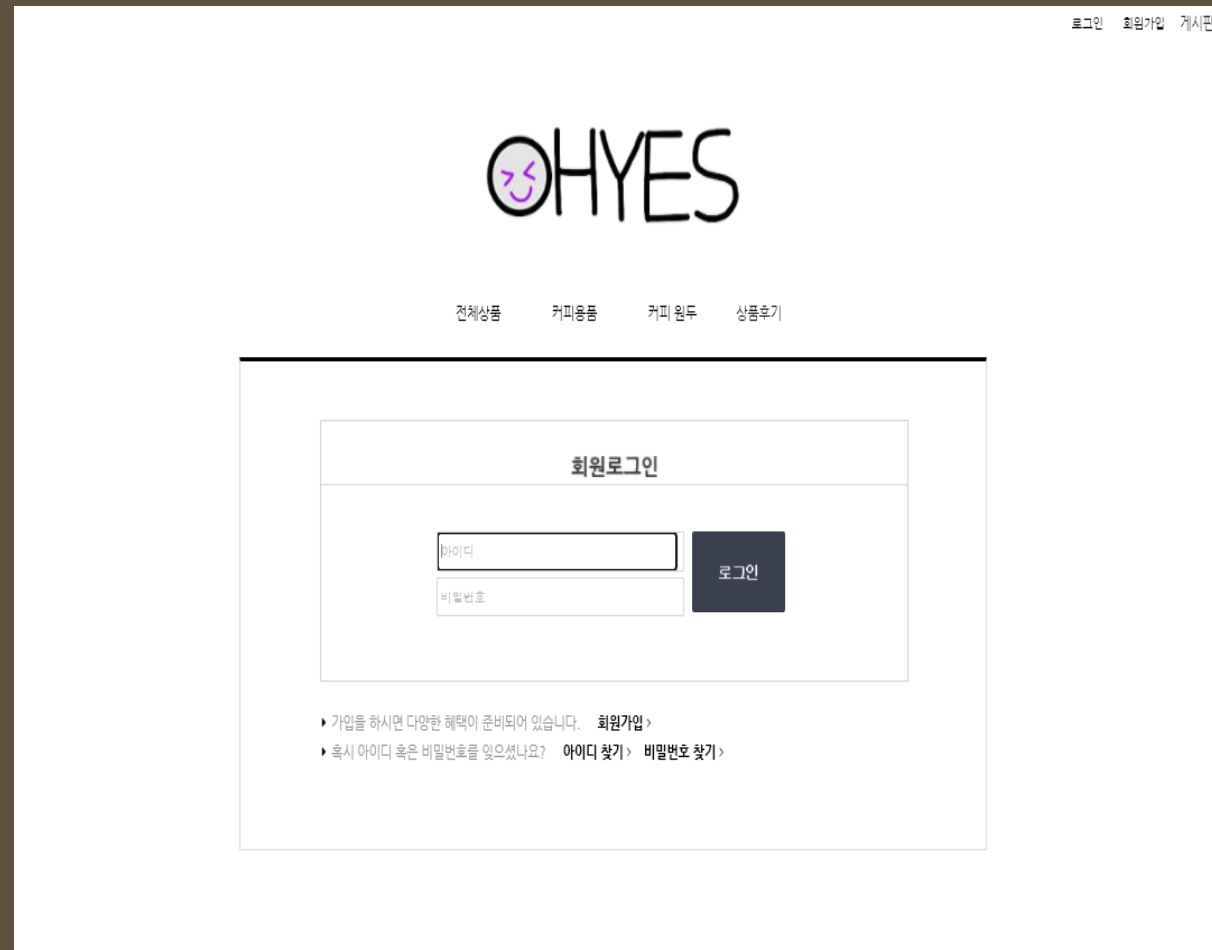 로그인 회원가입 게시판
OHYES
전체상품 커피용품 커피 원두 상품후기
회원로그인
아이디
로그인
비밀번호
가입을 하시면 다양한 혜택이 준비되어 있습니다. 회원가입 >
혹시 아이디 혹은 비밀번호를 잊으셨나요? 아이디 찾기 > 비밀번호 찾기 >